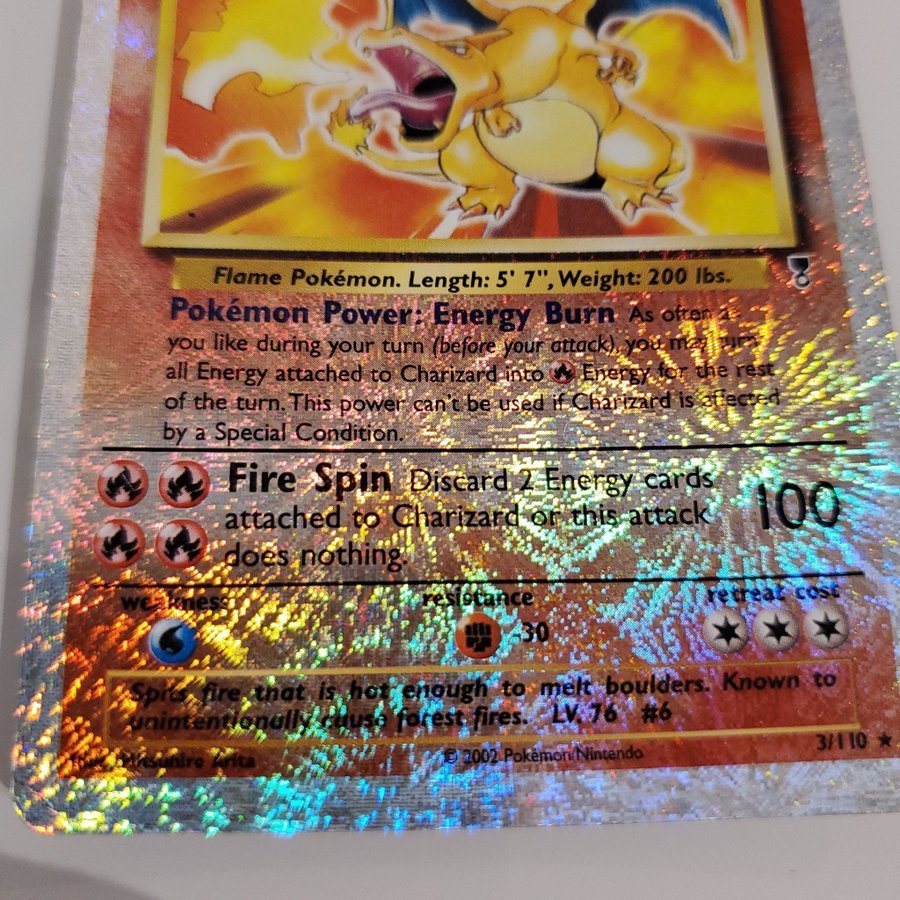 Flame Pokémon. Length: 5' 7", Weight: 200 lbs.
Pokémon Power: Energy Burn As often as
you like during your turn (before your attack), you may turn
all Energy attached to Charizard into Energy for the rest
of the turn. This power can't be used if Charizard is affected
by a Special Condition.
Fire Spin Discard 2 Energy cards
attached to Charizard or this attack
does nothing.
100
weakness
resistance
retreat cost
-30
Spits fire that is hot enough to melt boulders. Known to
unintentionally cause forest fires. LV. 76 #6
Illus. Mitsuhiro Arita
© 2002 Pokémon/Nintendo
3/110 ★